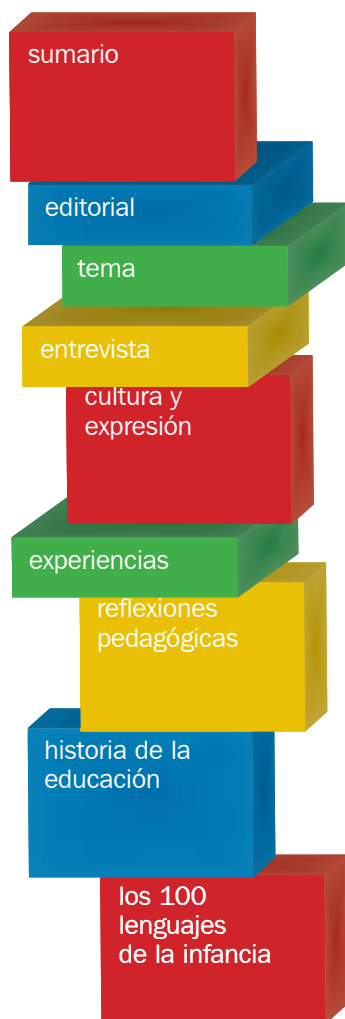 sumario
editorial
tema
entrevista
cultura y
expresión
experiencias
reflexiones
pedagógicas
historia de la
educación
los 100
lenguajes
de la infancia